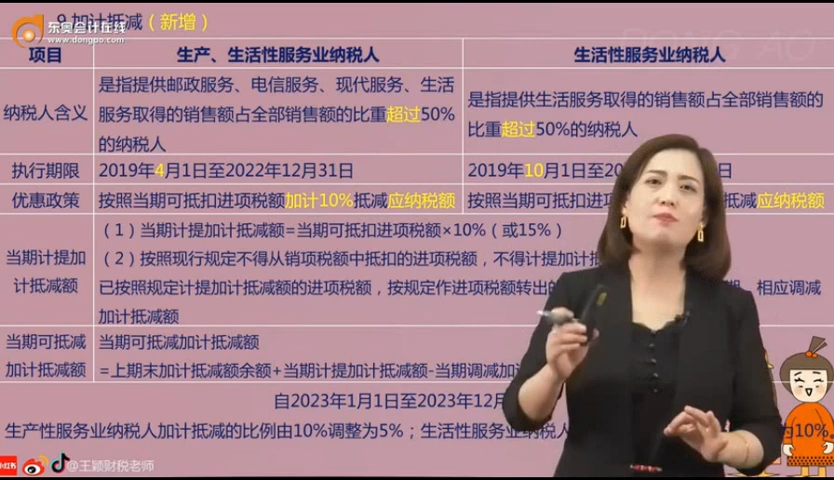 东奥会计在线
www.dongao.com
9.加计抵减（新增）
DONG AO
项目
生产、生活性服务业纳税人
生活性服务业纳税人
纳税人含义
是指提供邮政服务、电信服务、现代服务、生活
服务取得的销售额占全部销售额的比重超过50%
的纳税人
是指提供生活服务取得的销售额占全部销售额的
比重超过50%的纳税人
执行期限
2019年4月1日至2022年12月31日
2019年10月1日至20
日
优惠政策
按照当期可抵扣进项税额加计10%抵减应纳税额
按照当期可抵扣进项
减应纳税额
当期计提加
计抵减额
（1）当期计提加计抵减额=当期可抵扣进项税额×10%（或15%）
（2）按照现行规定不得从销项税额中抵扣的进项税额，不得计提加计抵
已按照规定计提加计抵减额的进项税额，按规定作进项税额转出的
相应调减
加计抵减额
当期可抵减
加计抵减额
当期可抵减加计抵减额
=上期末加计抵减额余额+当期计提加计抵减额-当期调减加计
自2023年1月1日至2023年12月
生产性服务业纳税人加计抵减的比例由10%调整为5%；生活性服务业纳税人
为10%
小红书
@王颖财税老师